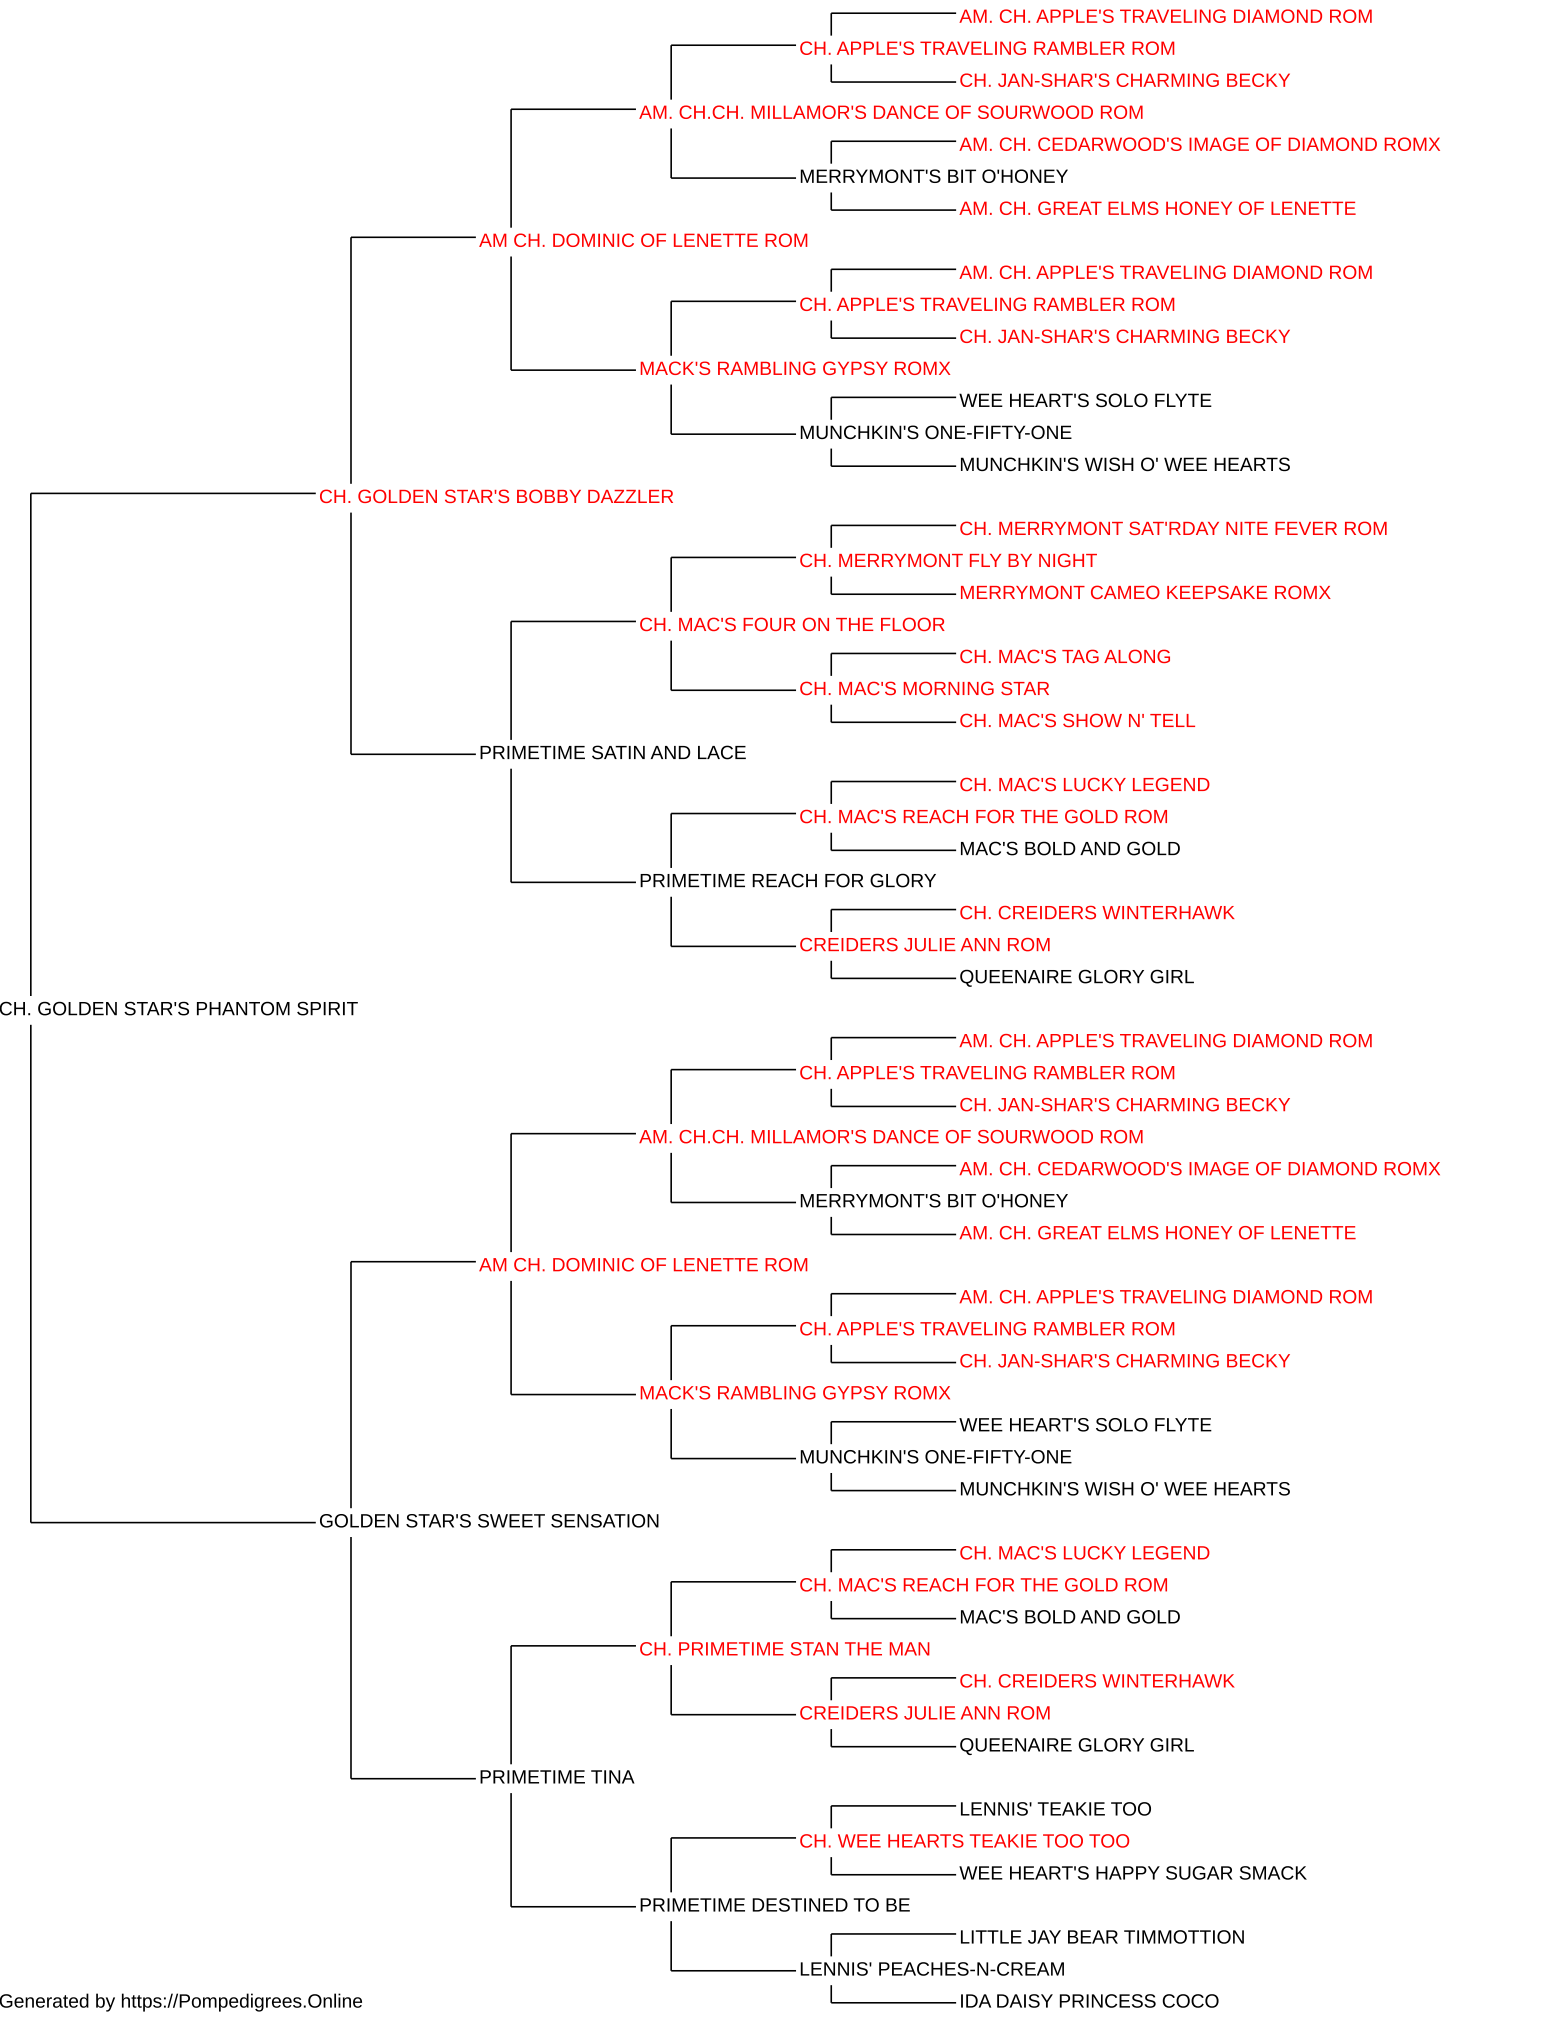 AM. CH. APPLE'S TRAVELING DIAMOND ROM
CH. APPLE'S TRAVELING RAMBLER ROM
CH. JAN-SHAR'S CHARMING BECKY
AM. CH.CH. MILLAMOR'S DANCE OF SOURWOOD ROM
AM. CH. CEDARWOOD'S IMAGE OF DIAMOND ROMX
MERRYMONT'S BIT O'HONEY
AM. CH. GREAT ELMS HONEY OF LENETTE
AM CH. DOMINIC OF LENETTE ROM
AM. CH. APPLE'S TRAVELING DIAMOND ROM
CH. APPLE'S TRAVELING RAMBLER ROM
CH. JAN-SHAR'S CHARMING BECKY
MACK'S RAMBLING GYPSY ROMX
WEE HEART'S SOLO FLYTE
MUNCHKIN'S ONE-FIFTY-ONE
MUNCHKIN'S WISH O' WEE HEARTS
CH. GOLDEN STAR'S BOBBY DAZZLER
CH. MERRYMONT SAT'RDAY NITE FEVER ROM
CH. MERRYMONT FLY BY NIGHT
MERRYMONT CAMEO KEEPSAKE ROMX
CH. MAC'S FOUR ON THE FLOOR
CH. MAC'S TAG ALONG
CH. MAC'S MORNING STAR
CH. MAC'S SHOW N' TELL
PRIMETIME SATIN AND LACE
CH. MAC'S LUCKY LEGEND
CH. MAC'S REACH FOR THE GOLD ROM
MAC'S BOLD AND GOLD
PRIMETIME REACH FOR GLORY
CH. CREIDERS WINTERHAWK
CREIDERS JULIE ANN ROM
QUEENAIRE GLORY GIRL
CH. GOLDEN STAR'S PHANTOM SPIRIT
AM. CH. APPLE'S TRAVELING DIAMOND ROM
CH. APPLE'S TRAVELING RAMBLER ROM
CH. JAN-SHAR'S CHARMING BECKY
AM. CH.CH. MILLAMOR'S DANCE OF SOURWOOD ROM
AM. CH. CEDARWOOD'S IMAGE OF DIAMOND ROMX
MERRYMONT'S BIT O'HONEY
AM. CH. GREAT ELMS HONEY OF LENETTE
AM CH. DOMINIC OF LENETTE ROM
AM. CH. APPLE'S TRAVELING DIAMOND ROM
CH. APPLE'S TRAVELING RAMBLER ROM
CH. JAN-SHAR'S CHARMING BECKY
MACK'S RAMBLING GYPSY ROMX
WEE HEART'S SOLO FLYTE
MUNCHKIN'S ONE-FIFTY-ONE
MUNCHKIN'S WISH O' WEE HEARTS
GOLDEN STAR'S SWEET SENSATION
CH. MAC'S LUCKY LEGEND
CH. MAC'S REACH FOR THE GOLD ROM
MAC'S BOLD AND GOLD
CH. PRIMETIME STAN THE MAN
CH. CREIDERS WINTERHAWK
CREIDERS JULIE ANN ROM
QUEENAIRE GLORY GIRL
PRIMETIME TINA
LENNIS' TEAKIE TOO
CH. WEE HEARTS TEAKIE TOO TOO
WEE HEART'S HAPPY SUGAR SMACK
PRIMETIME DESTINED TO BE
LITTLE JAY BEAR TIMMOTTION
LENNIS' PEACHES-N-CREAM
IDA DAISY PRINCESS COCO
Generated by https://Pompedigrees.Online